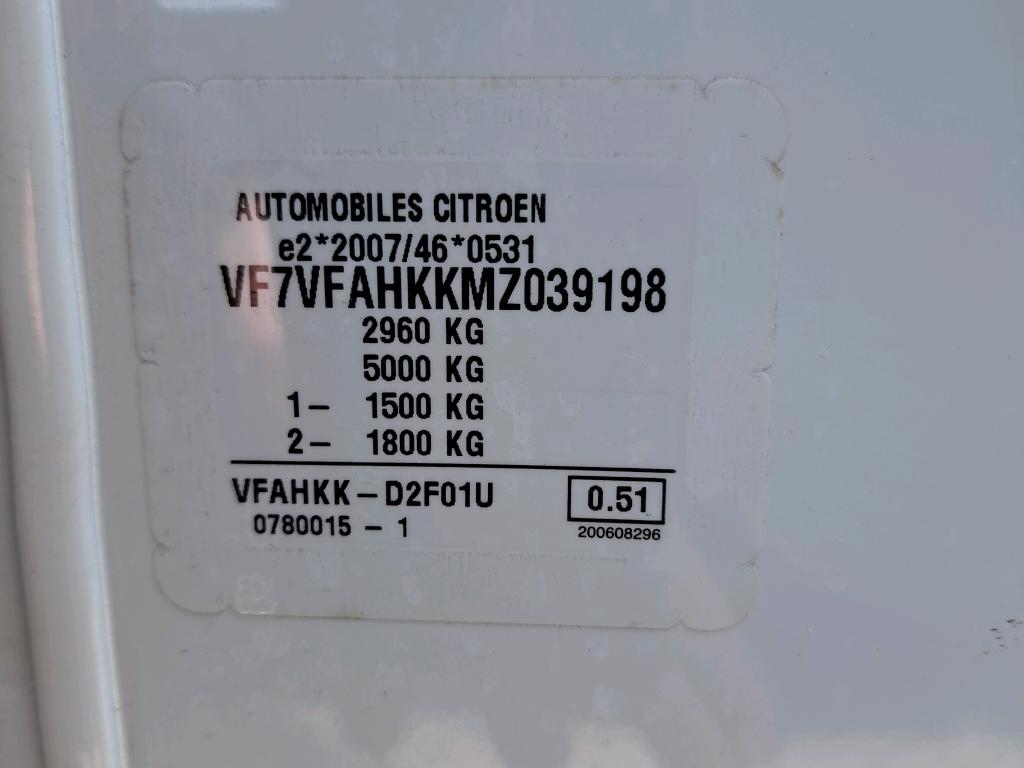 AUTOMOBILES CITROEN
e2*2007/46*0531
VF7VFAHKKMZ039198
2960 KG
5000 KG
1- 1500 KG
2- 1800 KG
VFAHKK-D2F01U 0.51
0780015 - 1 200608296